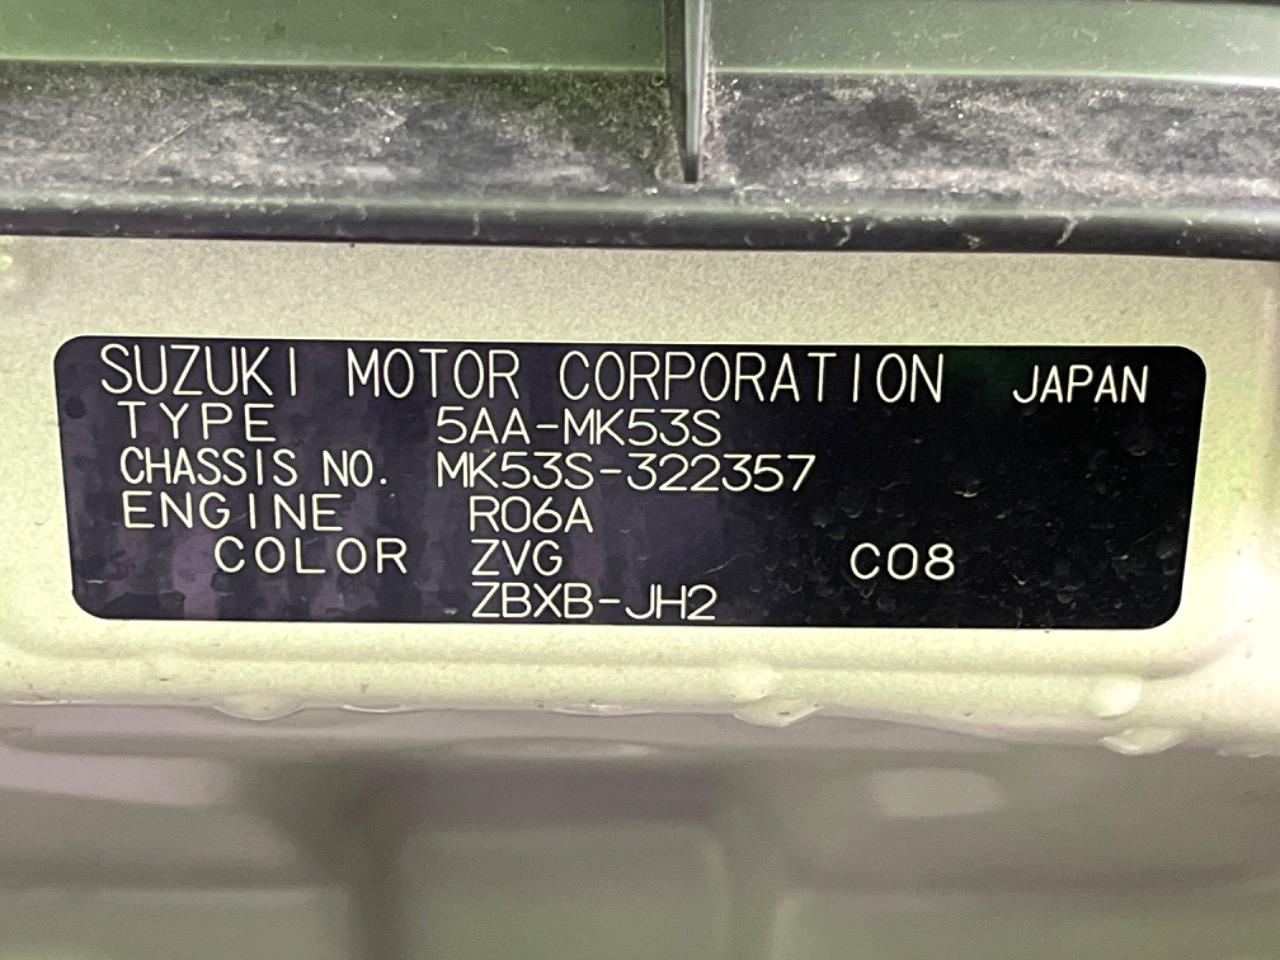 SUZUKI MOTOR CORPORATION JAPAN
TYPE 5AA-MK53S
CHASSIS NO. MK53S-322357
ENGINE R06A
COLOR ZVG C08
ZBXB-JH2